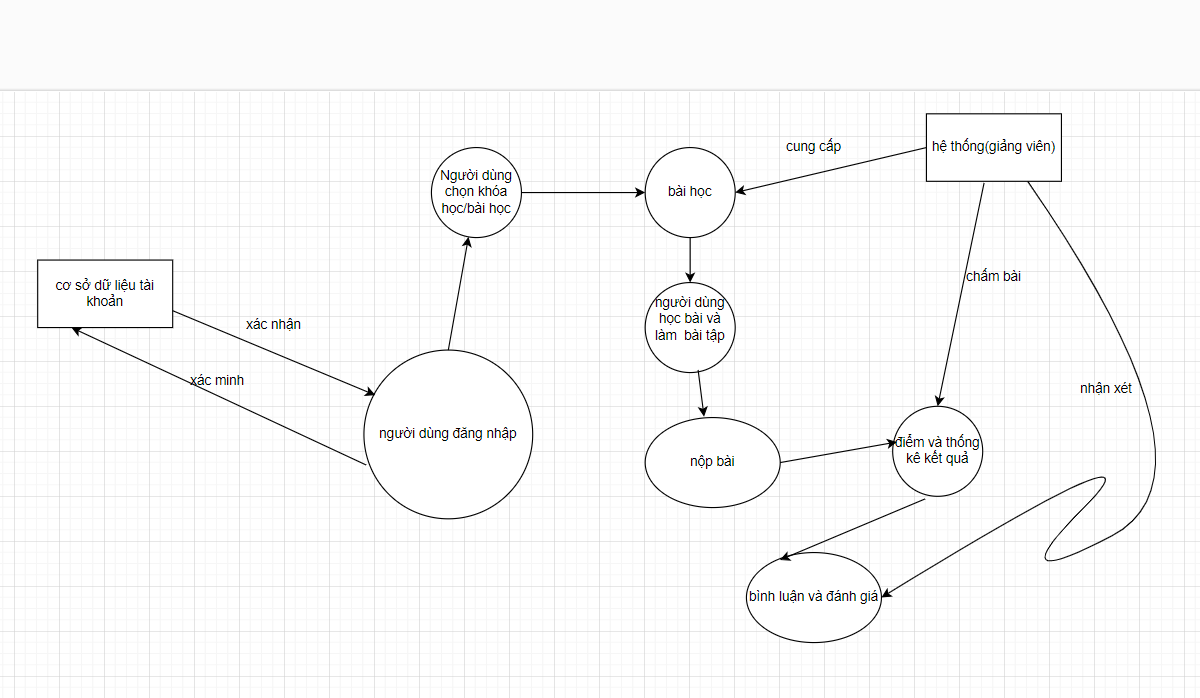 cung cấp
hệ thống(giảng viên)
Người dùng
chọn khóa
học/bài học
bài học
cơ sở dữ liệu tài
khoản
xác nhận
chấm bài
người dùng
học bài và
làm  bài tập
xác minh
nhận xét
người dùng đăng nhập
nộp bài
điểm và thống
kê kết quả
bình luận và đánh giá